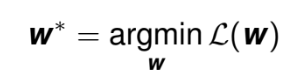 w* = argmin L(w)
w